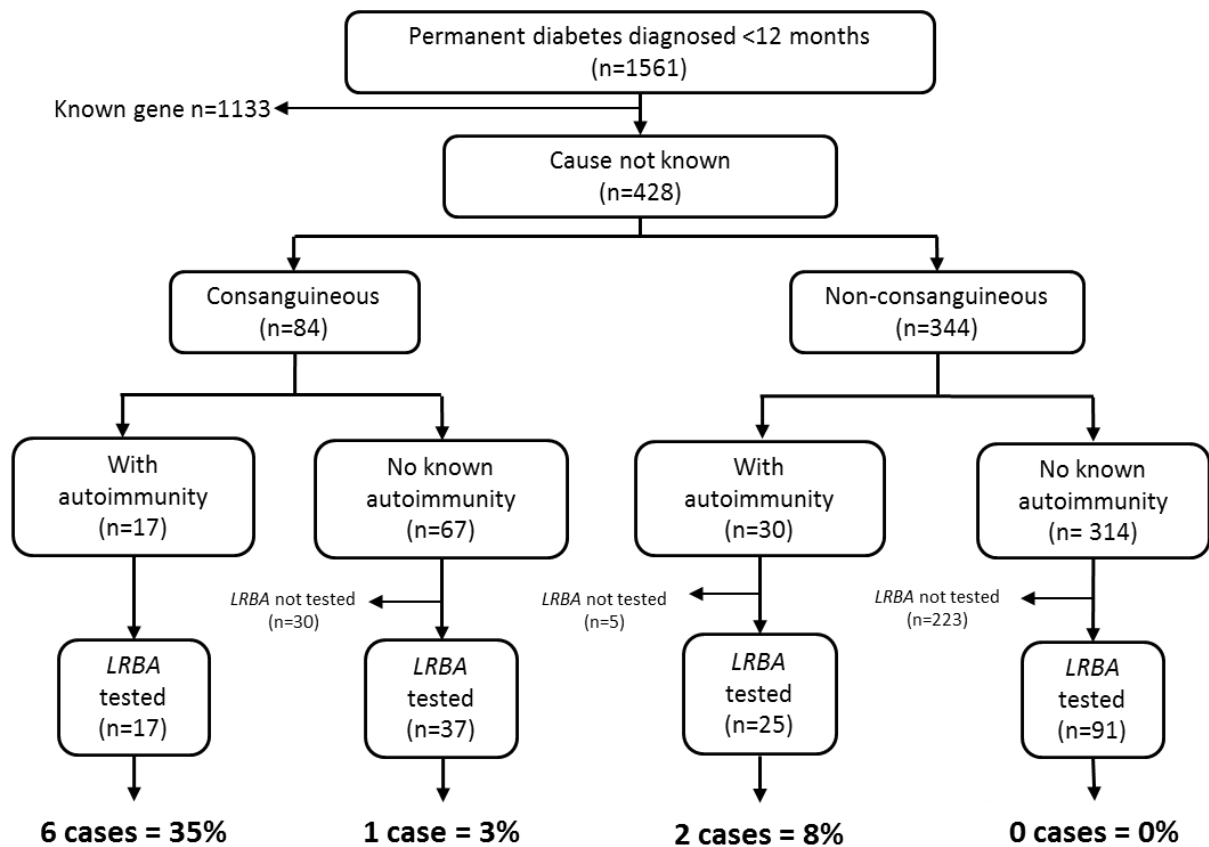 Permanent diabetes diagnosed <12 months
(n=1561)
Known gene n=1133
Cause not known
(n=428)
Consanguineous
(n=84)
Non-consanguineous
(n=344)
With
autoimmunity
(n=17)
No known
autoimmunity
(n=67)
With
autoimmunity
(n=30)
No known
autoimmunity
(n= 314)
LRBA not tested
(n=30)
LRBA not tested
(n=5)
LRBA not tested
(n=223)
LRBA
tested
(n=17)
LRBA
tested
(n=37)
LRBA
tested
(n=25)
LRBA
tested
(n=91)
6 cases = 35%
1 case = 3%
2 cases = 8%
0 cases = 0%